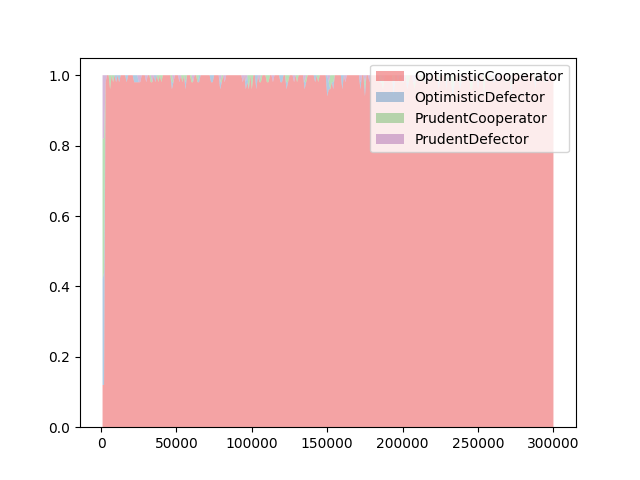 1.0
0.8
0.6
0.4
0.2
0.0
0 50000 100000 150000 200000 250000 300000
OptimisticCooperator
OptimisticDefector
PrudentCooperator
PrudentDefector